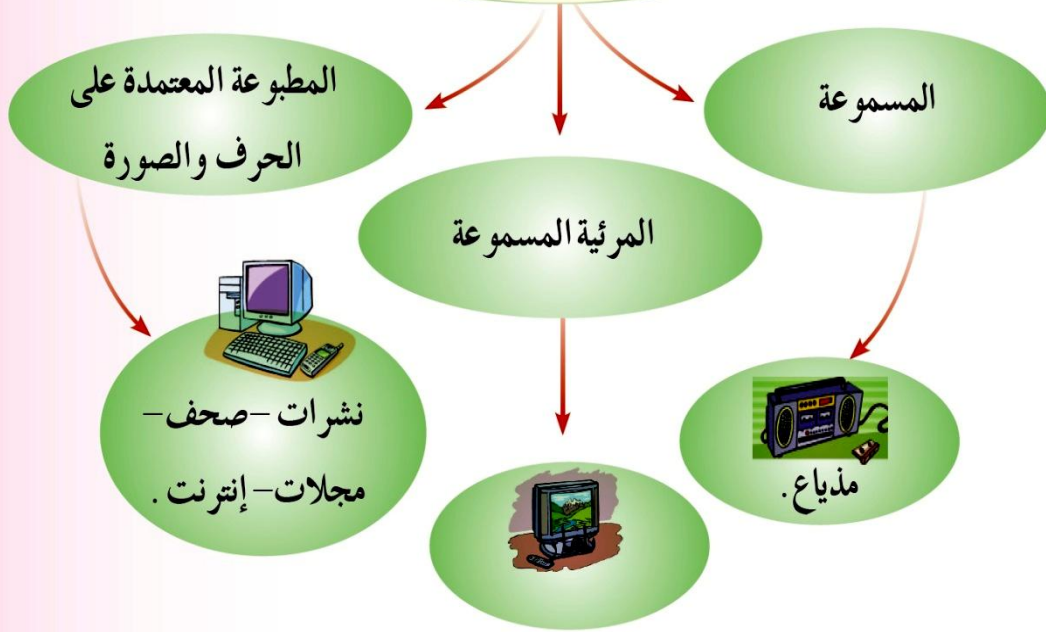 المسموعة
المرئية المسموعة
المطبوعة المعتمدة على
الحرف والصورة
مذياع.
نشرات -صحف-
مجلات-إنترنت.